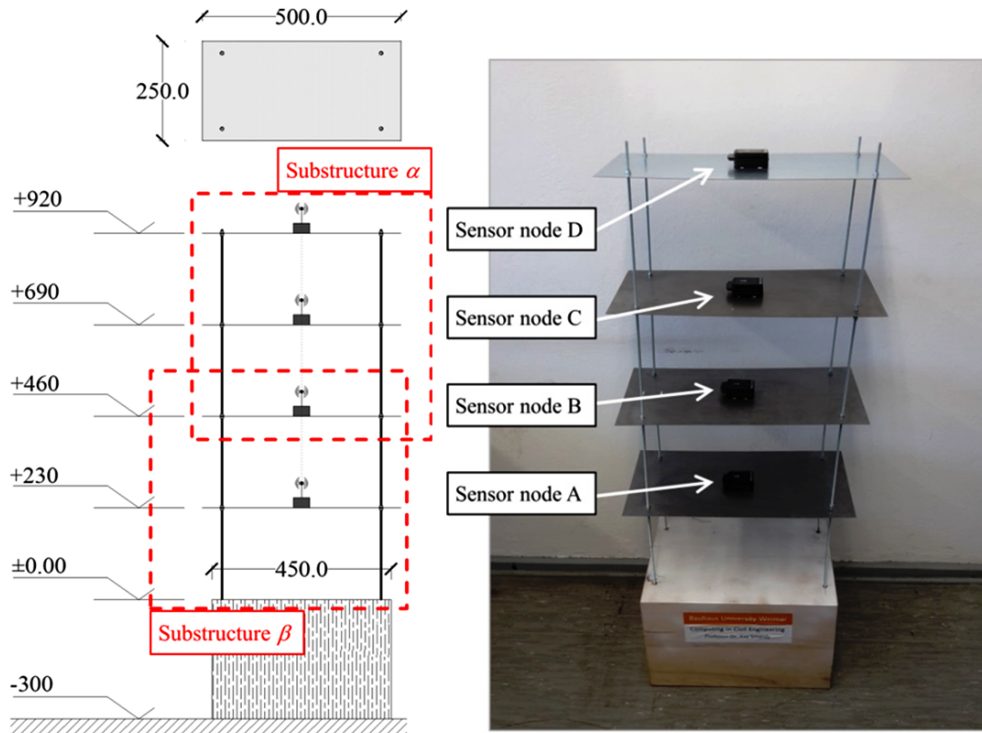 500.0
250.0
Substructure α
+920
+690
+460
+230
±0.00
450.0
Substructure β
-300
Sensor node D
Sensor node C
Sensor node B
Sensor node A
Bauhaus University Weimar
Computing in Civil Engineering